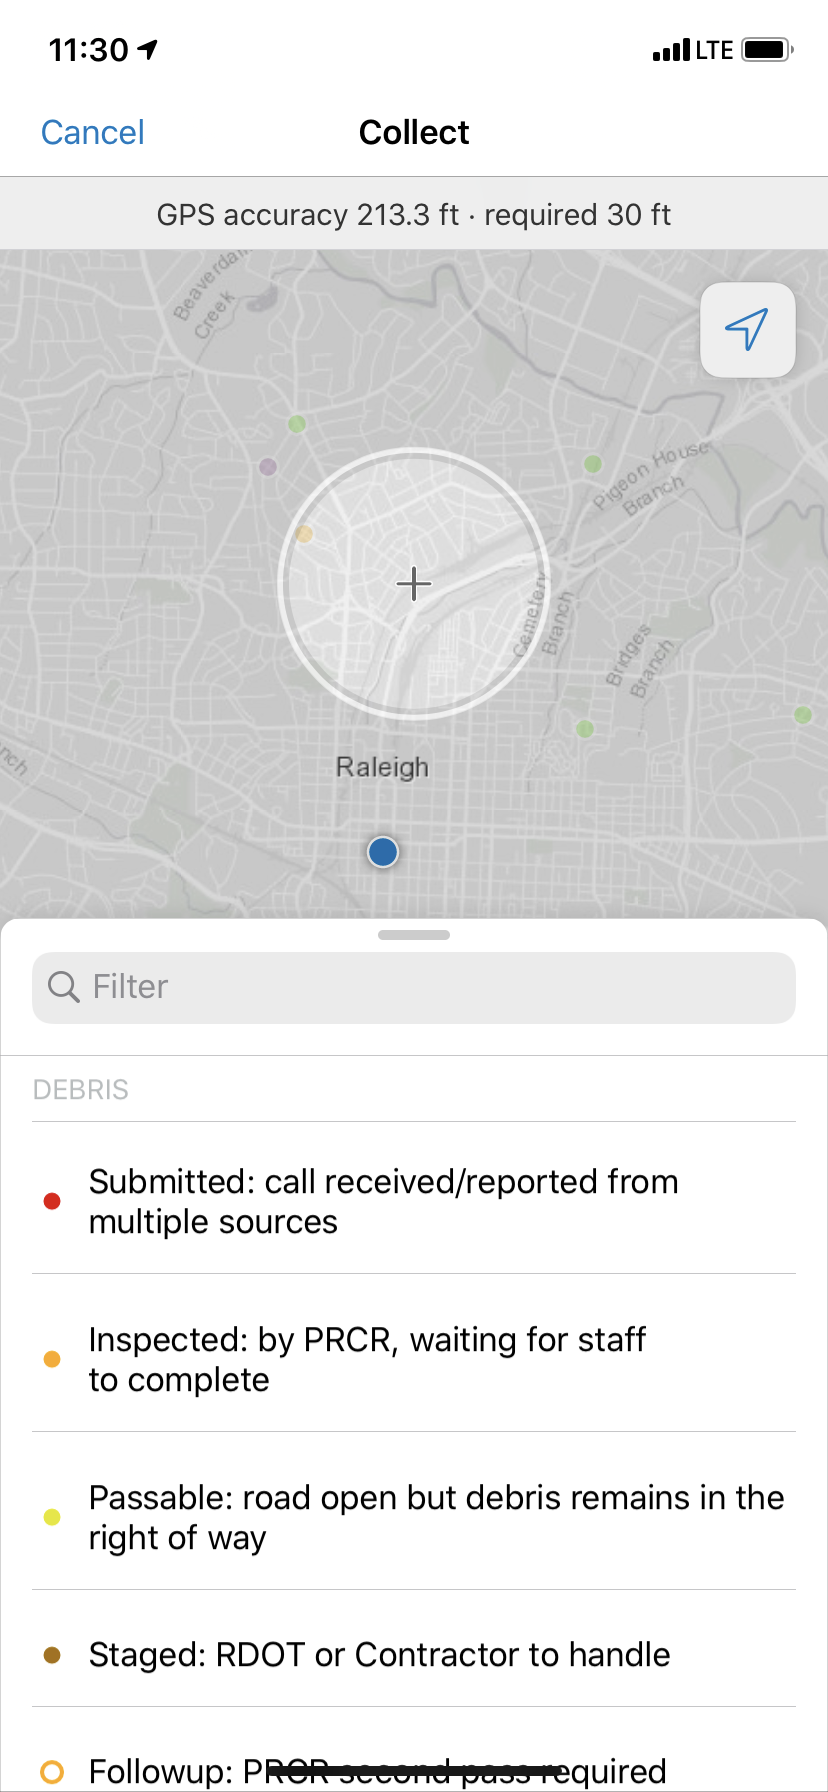 11:30 LTE
Cancel Collect
GPS accuracy 213.3 ft · required 30 ft
Beaverdam
Creek
Pigeon House
Branch
Cemetery
Branch
Bridges
Branch
nch
Raleigh
Filter
DEBRIS
Submitted: call received/reported from
multiple sources
Inspected: by PRCR, waiting for staff
to complete
Passable: road open but debris remains in the
right of way
Staged: RDOT or Contractor to handle
Followup: PRCR second pass required